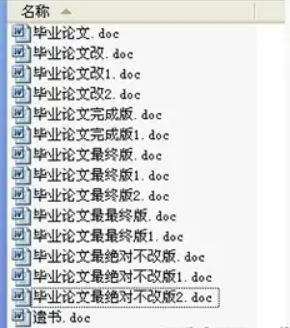 名称
毕业论文.doc
毕业论文改.doc
毕业论文改1.doc
毕业论文改2.doc
毕业论文完成版.doc
毕业论文完成版1.doc
毕业论文最终版.doc
毕业论文最终版1.doc
毕业论文最终版2.doc
毕业论文最最终版.doc
毕业论文最最终版1.doc
毕业论文最绝对不改版.doc
毕业论文最绝对不改版1.doc
毕业论文最绝对不改版2.doc
遗书.doc